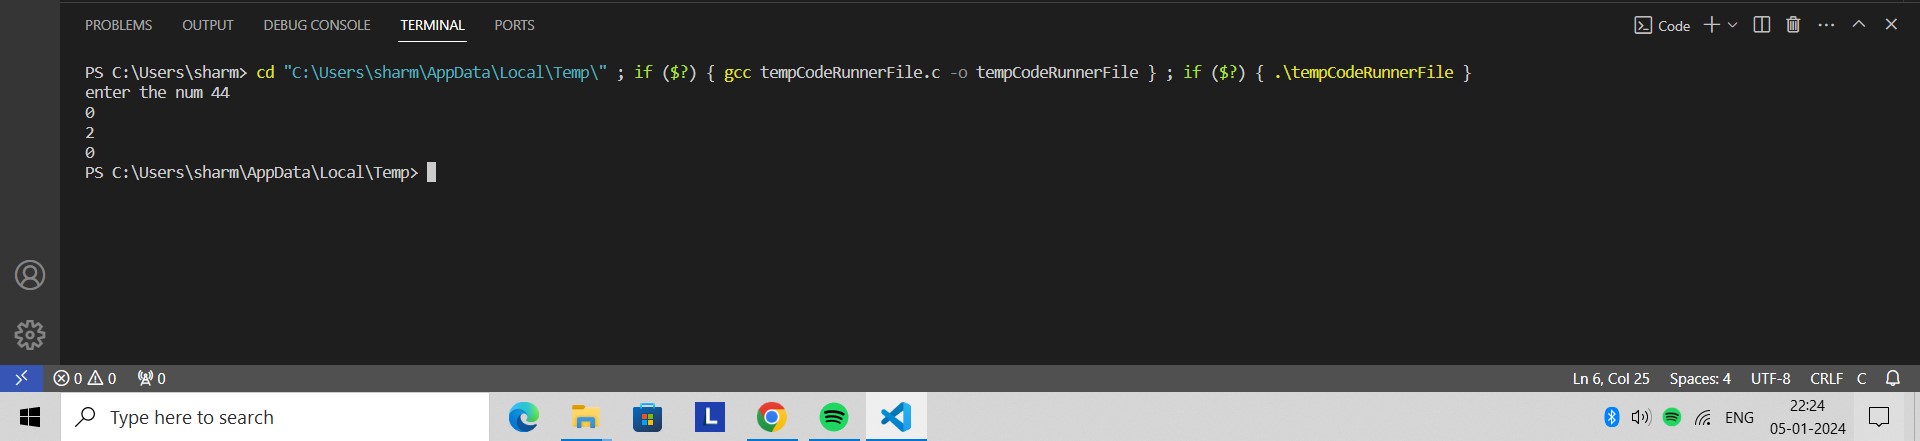 PROBLEMS OUTPUT DEBUG CONSOLE TERMINAL PORTS Code
PS C:\Users\sharm> cd "C:\Users\sharm\AppData\Local\Temp\" ; if ($?) { gcc tempCodeRunnerFile.c -o tempCodeRunnerFile } ; if ($?) { .\tempCodeRunnerFile }
enter the num 44
0
2
0
PS C:\Users\sharm\AppData\Local\Temp>
0 0 0 Ln 6, Col 25 Spaces: 4 UTF-8 CRLF C
Type here to search L ENG 22:24
05-01-2024